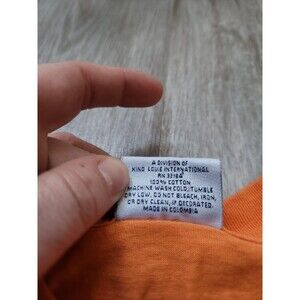 A DIVISION OF
KING LOUIE INTERNATIONAL
RN 33184
100% COTTON
MACHINE WASH COLD, TUMBLE
DRY LOW, DO NOT BLEACH, IRON,
OR DRY CLEAN, IF DECORATED.
MADE IN COLOMBIA